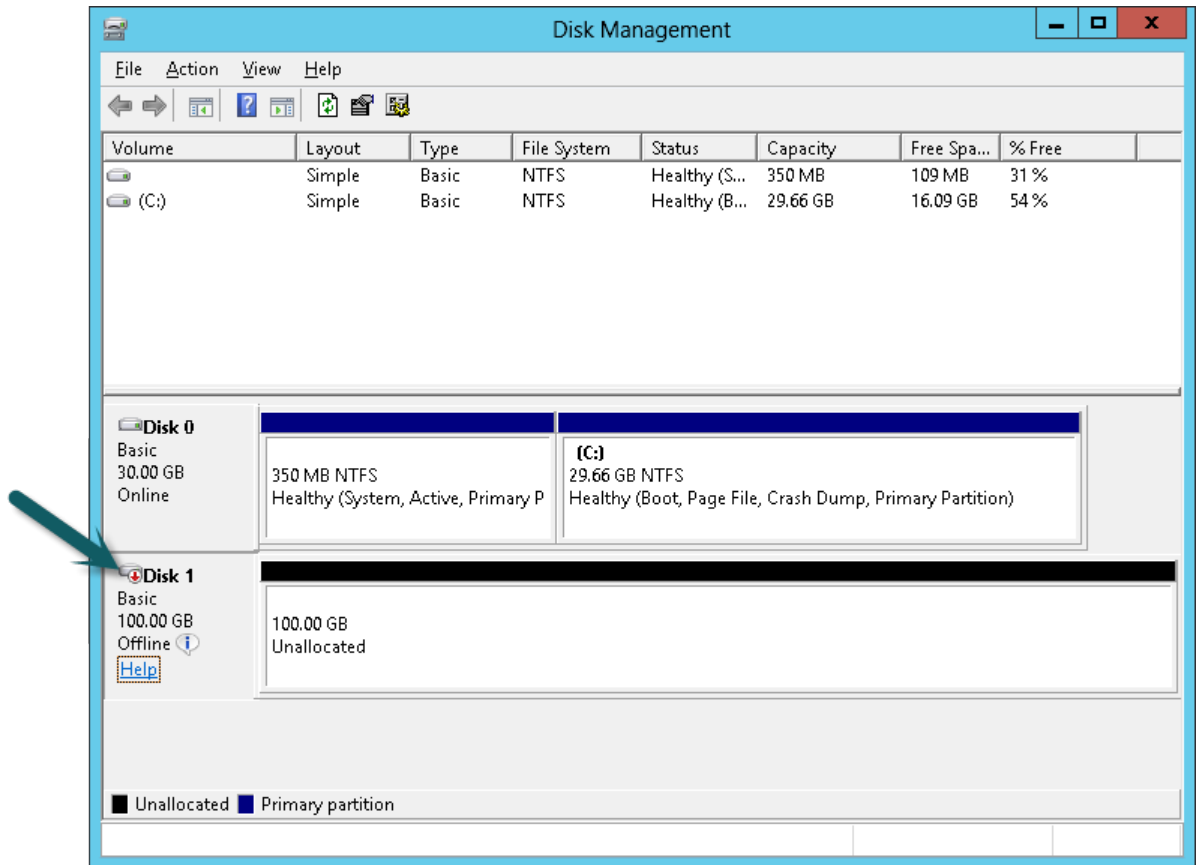 Disk Management
File Action View Help
Volume Layout Type File System Status Capacity Free Spa... % Free
Simple Basic NTFS Healthy (S... 350 MB 109 MB 31 %
(C:) Simple Basic NTFS Healthy (B... 29.66 GB 16.09 GB 54 %
Disk 0
Basic
30.00 GB
Online
350 MB NTFS
Healthy (System, Active, Primary P
(C:)
29.66 GB NTFS
Healthy (Boot, Page File, Crash Dump, Primary Partition)
Disk 1
Basic
100.00 GB
Offline
Help
100.00 GB
Unallocated
Unallocated Primary partition